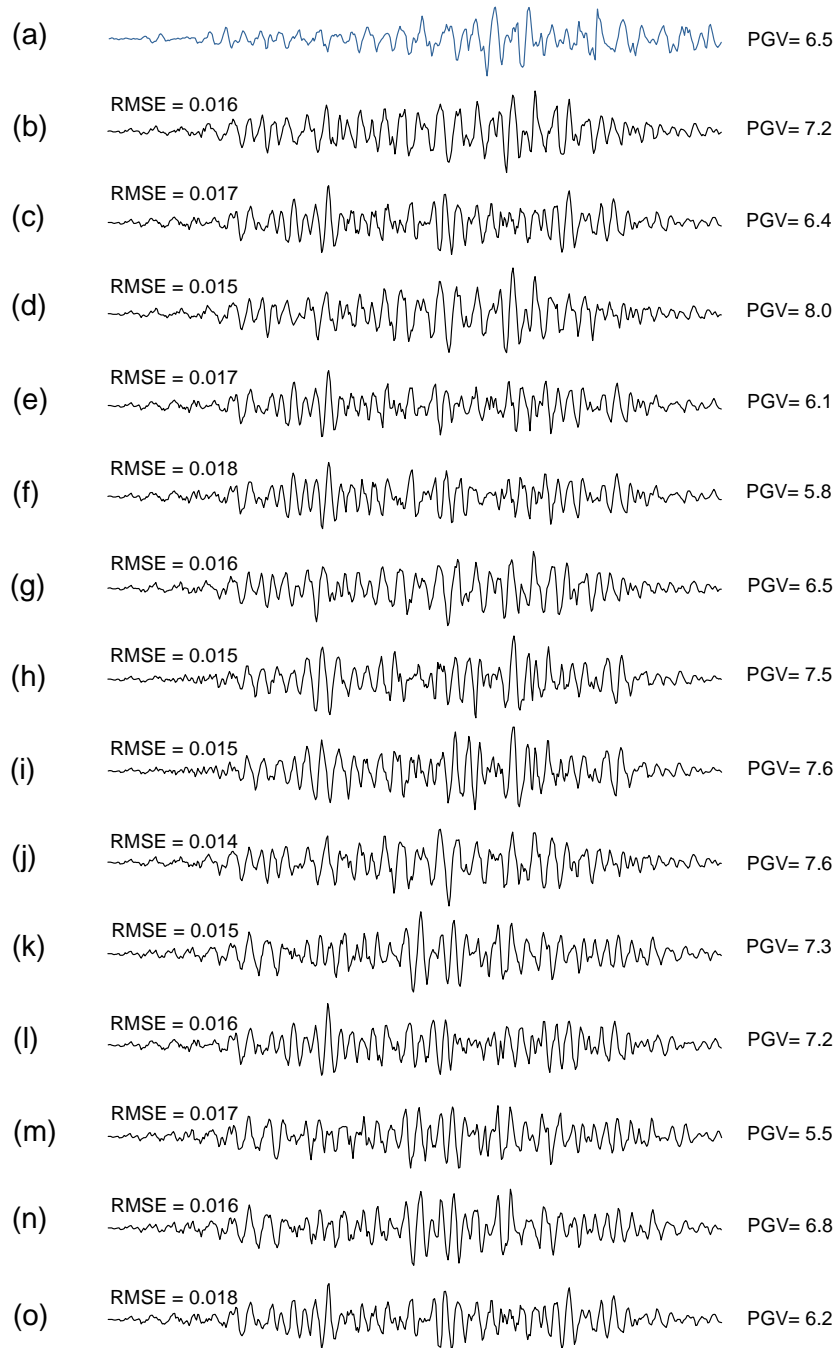 (a) PGV= 6.5
RMSE = 0.016
(b) PGV= 7.2
RMSE = 0.017
(c) PGV= 6.4
RMSE = 0.015
(d) PGV= 8.0
RMSE = 0.017
(e) PGV= 6.1
RMSE = 0.018
(f) PGV= 5.8
RMSE = 0.016
(g) PGV= 6.5
RMSE = 0.015
(h) PGV= 7.5
RMSE = 0.015
(i) PGV= 7.6
RMSE = 0.014
(j) PGV= 7.6
RMSE = 0.015
(k) PGV= 7.3
RMSE = 0.016
(l) PGV= 7.2
RMSE = 0.017
(m) PGV= 5.5
RMSE = 0.016
(n) PGV= 6.8
RMSE = 0.018
(o) PGV= 6.2